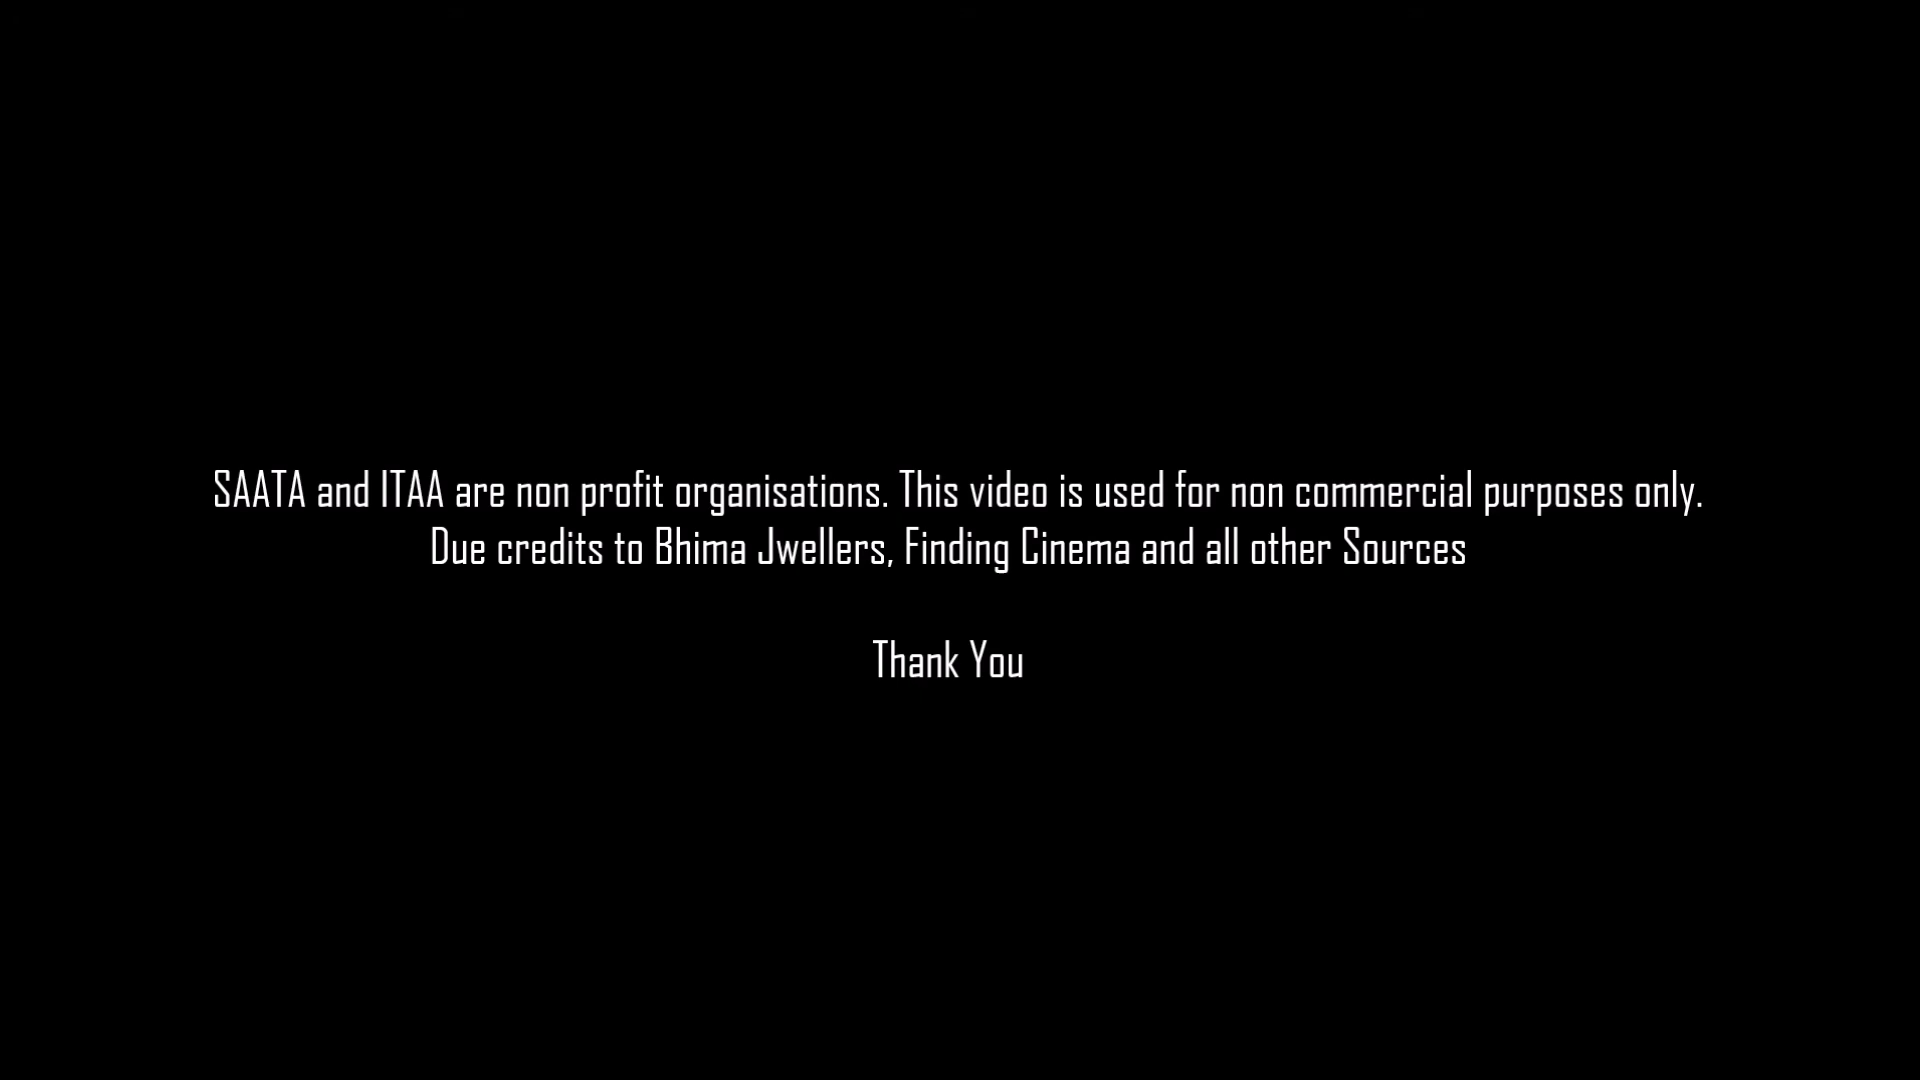 SAATA and ITAA are non profit organisations. This video is used for non commercial purposes only.
Due credits to Bhima Jwellers, Finding Cinema and all other Sources
Thank You